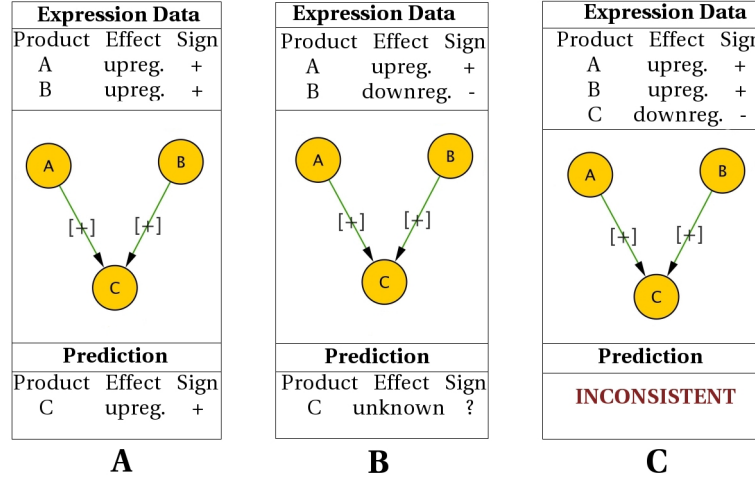 Expression Data
Product Effect Sign
A upreg. +
B upreg. +
A
B
[+] [+]
C
Prediction
Product Effect Sign
C upreg. +
A
Expression Data
Product Effect Sign
A upreg. +
B downreg. -
A
B
[+] [+]
C
Prediction
Product Effect Sign
C unknown ?
B
Expression Data
Product Effect Sign
A upreg. +
B upreg. +
C downreg. -
A
B
[+] [+]
C
Prediction
INCONSISTENT
C